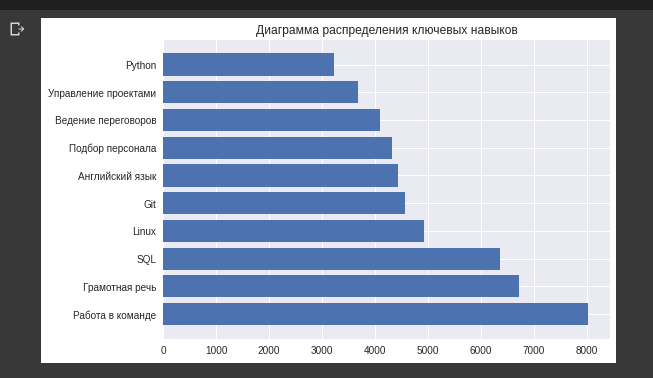 Диаграмма распределения ключевых навыков
Python
Управление проектами
Ведение переговоров
Подбор персонала
Английский язык
Git
Linux
SQL
Грамотная речь
Работа в команде
0 1000 2000 3000 4000 5000 6000 7000 8000